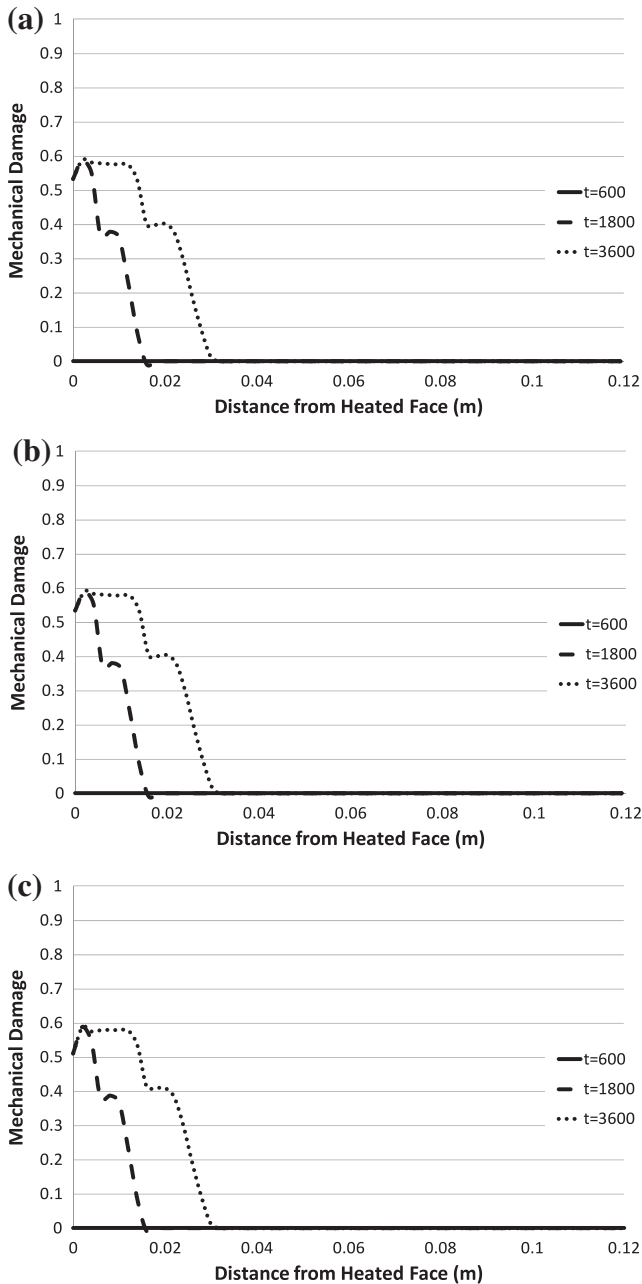 (a)
1
0.9
0.8
0.7
0.6
0.5
0.4
0.3
0.2
0.1
0
Mechanical Damage
t=600
t=1800
t=3600
0 0.02 0.04 0.06 0.08 0.1 0.12
Distance from Heated Face (m)
(b)
1
0.9
0.8
0.7
0.6
0.5
0.4
0.3
0.2
0.1
0
Mechanical Damage
t=600
t=1800
t=3600
0 0.02 0.04 0.06 0.08 0.1 0.12
Distance from Heated Face (m)
(c)
1
0.9
0.8
0.7
0.6
0.5
0.4
0.3
0.2
0.1
0
Mechanical Damage
t=600
t=1800
t=3600
0 0.02 0.04 0.06 0.08 0.1 0.12
Distance from Heated Face (m)